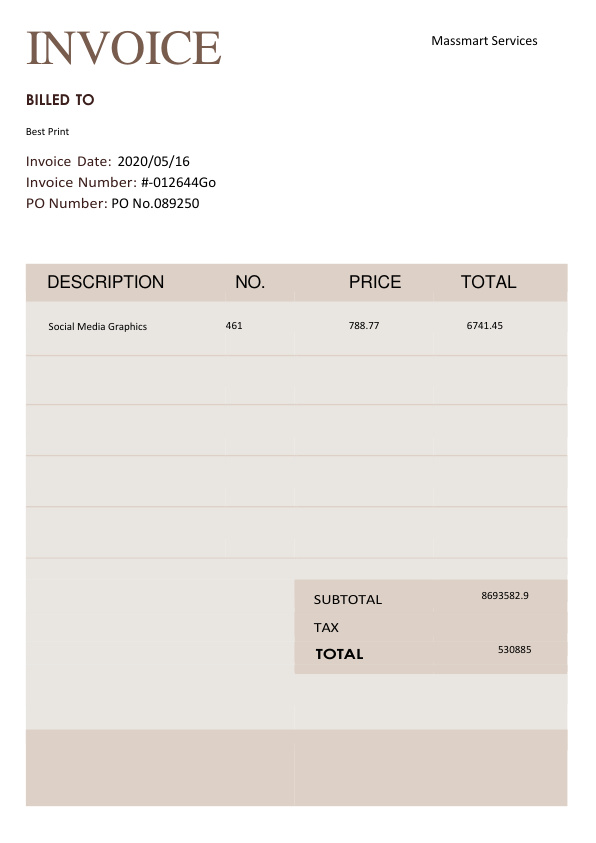 INVOICE
Massmart Services
BILLED TO
Best Print
Invoice Date: 2020/05/16
Invoice Number: #-012644Go
PO Number: PO No.089250
DESCRIPTION NO. PRICE TOTAL
Social Media Graphics 461 788.77 6741.45
SUBTOTAL 8693582.9
TAX
TOTAL 530885